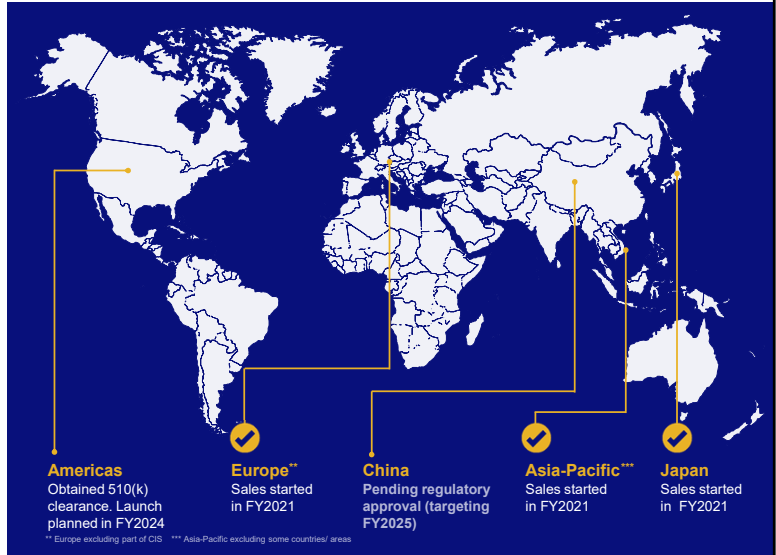 Americas
Obtained 510(k)
clearance. Launch
planned in FY2024
Europe**
Sales started
in FY2021
China
Pending regulatory
approval (targeting
FY2025)
Asia-Pacific***
Sales started
in FY2021
Japan
Sales started
in  FY2021
** Europe excluding part of CIS   *** Asia-Pacific excluding some countries/ areas